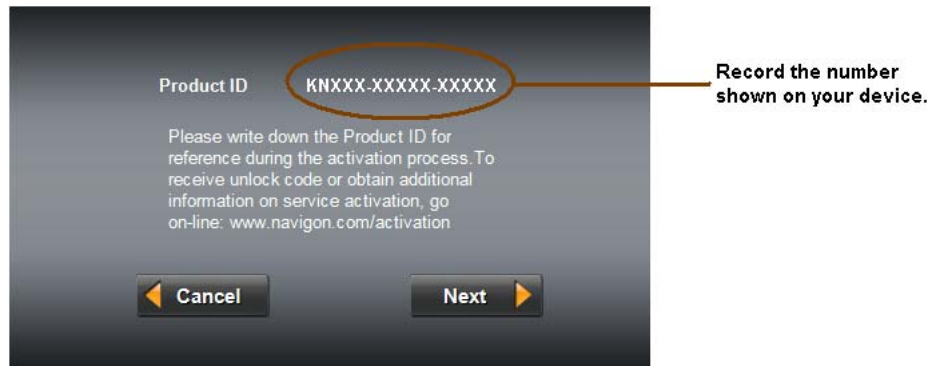 Product ID KNXXX-XXXXX-XXXXX
Record the number
shown on your device.
Please write down the Product ID for
reference during the activation process.To
receive unlock code or obtain additional
information on service activation, go
on-line: www.navigon.com/activation
Cancel Next